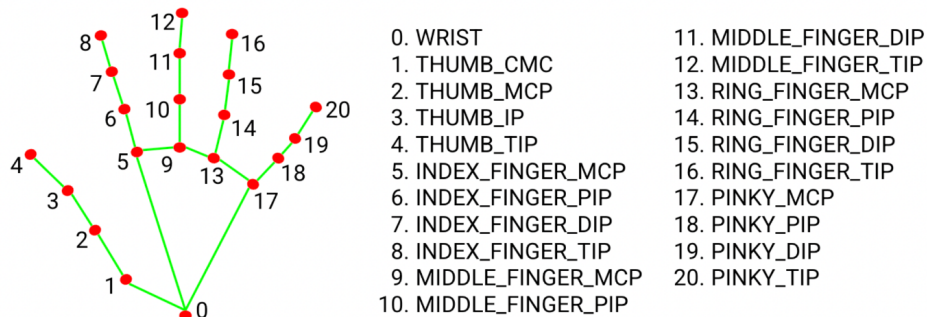 12
8
16
11
7
15
10
6
20
14
19
5
9
13
18
4
17
3
2
1
0
0. WRIST
1. THUMB_CMC
2. THUMB_MCP
3. THUMB_IP
4. THUMB_TIP
5. INDEX_FINGER_MCP
6. INDEX_FINGER_PIP
7. INDEX_FINGER_DIP
8. INDEX_FINGER_TIP
9. MIDDLE_FINGER_MCP
10. MIDDLE_FINGER_PIP
11. MIDDLE_FINGER_DIP
12. MIDDLE_FINGER_TIP
13. RING_FINGER_MCP
14. RING_FINGER_PIP
15. RING_FINGER_DIP
16. RING_FINGER_TIP
17. PINKY_MCP
18. PINKY_PIP
19. PINKY_DIP
20. PINKY_TIP